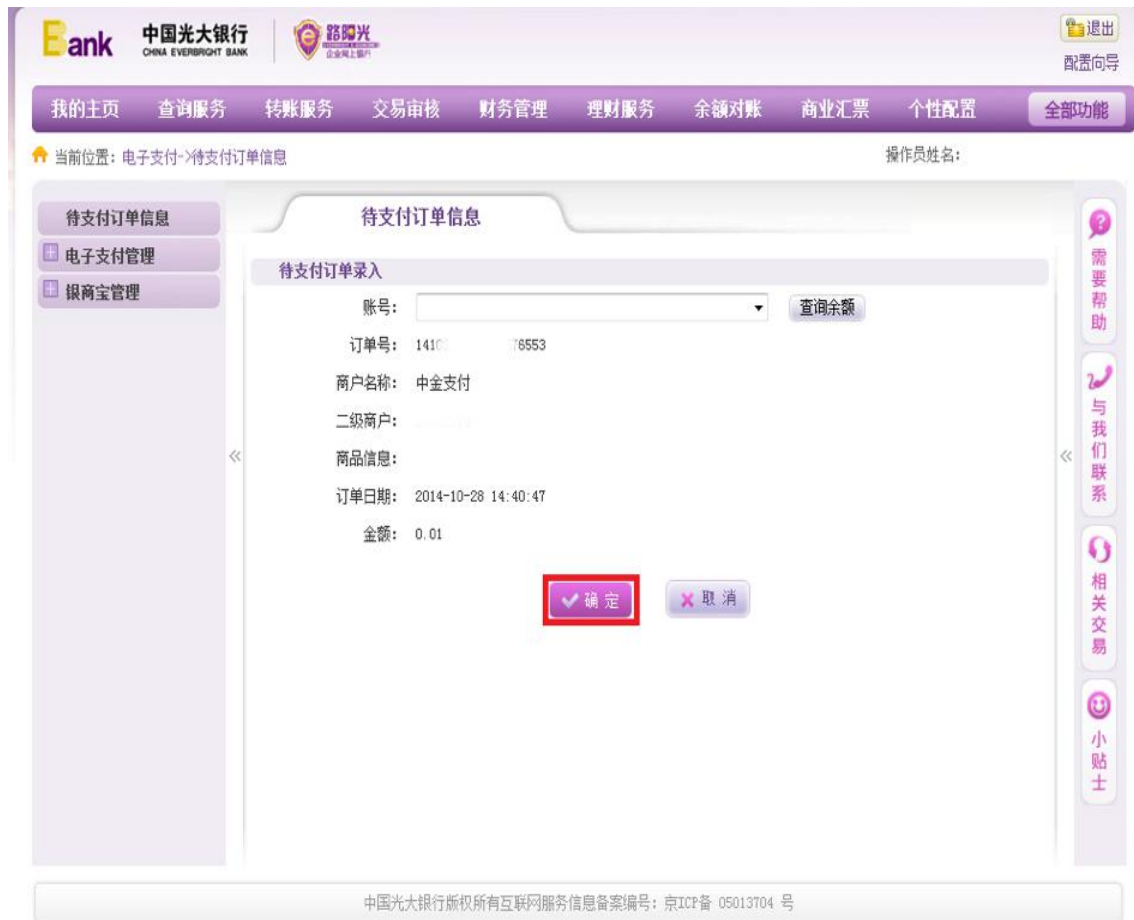 Bank 中国光大银行
CHINA EVERBRIGHT BANK
退出
配置向导
我的主页 查询服务 转账服务 交易审核 财务管理 理财服务 余额对账 商业汇票 个性配置 全部功能
当前位置：电子支付->待支付订单信息 操作员姓名：
待支付订单信息
电子支付管理
银商宝管理
待支付订单信息
待支付订单录入
账号： 查询余额
订单号： 141 76553
商户名称： 中金支付
二级商户：
商品信息：
订单日期： 2014-10-28 14:40:47
金额： 0.01
确定 取消
需要帮助
与我们联系
相关交易
小贴士
中国光大银行版权所有互联网服务信息备案编号：京ICP备 05013704 号